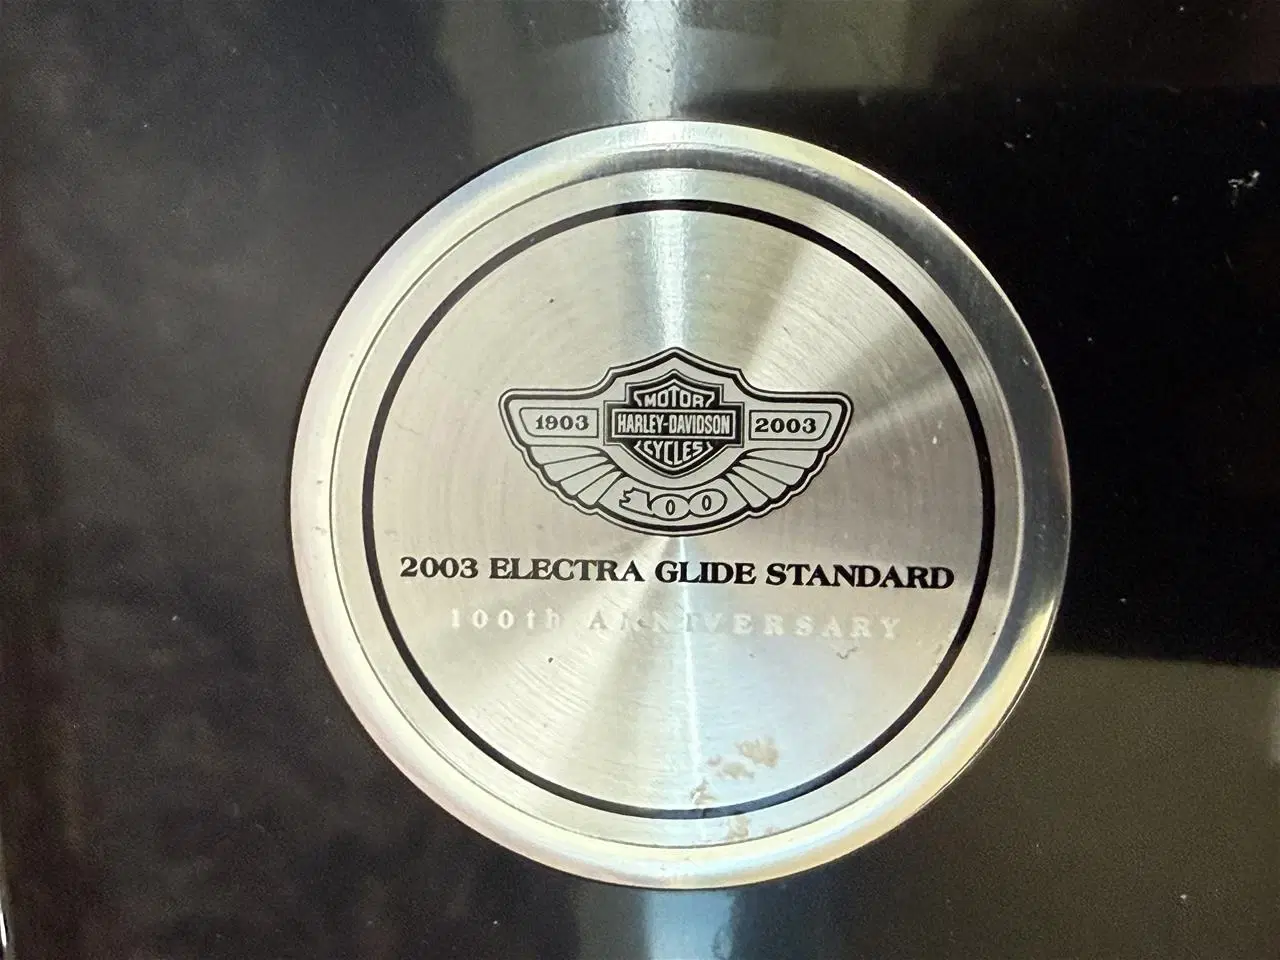 MOTOR
1903 HARLEY-DAVIDSON 2003
CYCLES
100
2003 ELECTRA GLIDE STANDARD
100th ANNIVERSARY